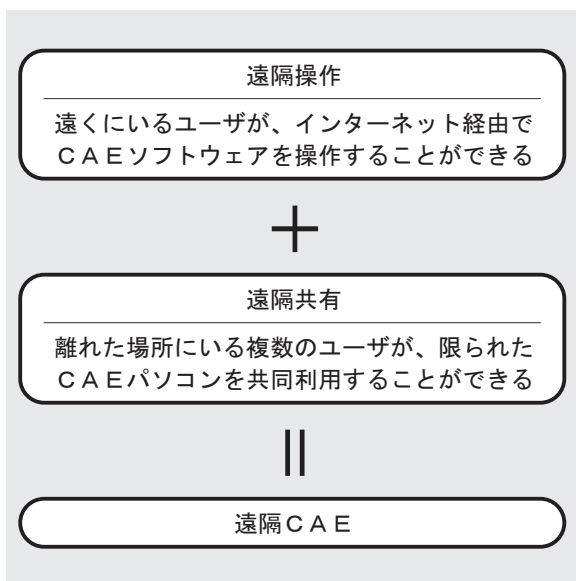 遠隔操作
遠くにいるユーザが、インターネット経由で
ＣＡＥソフトウェアを操作することができる
＋
遠隔共有
離れた場所にいる複数のユーザが、限られた
ＣＡＥパソコンを共同利用することができる
||
遠隔ＣＡＥ